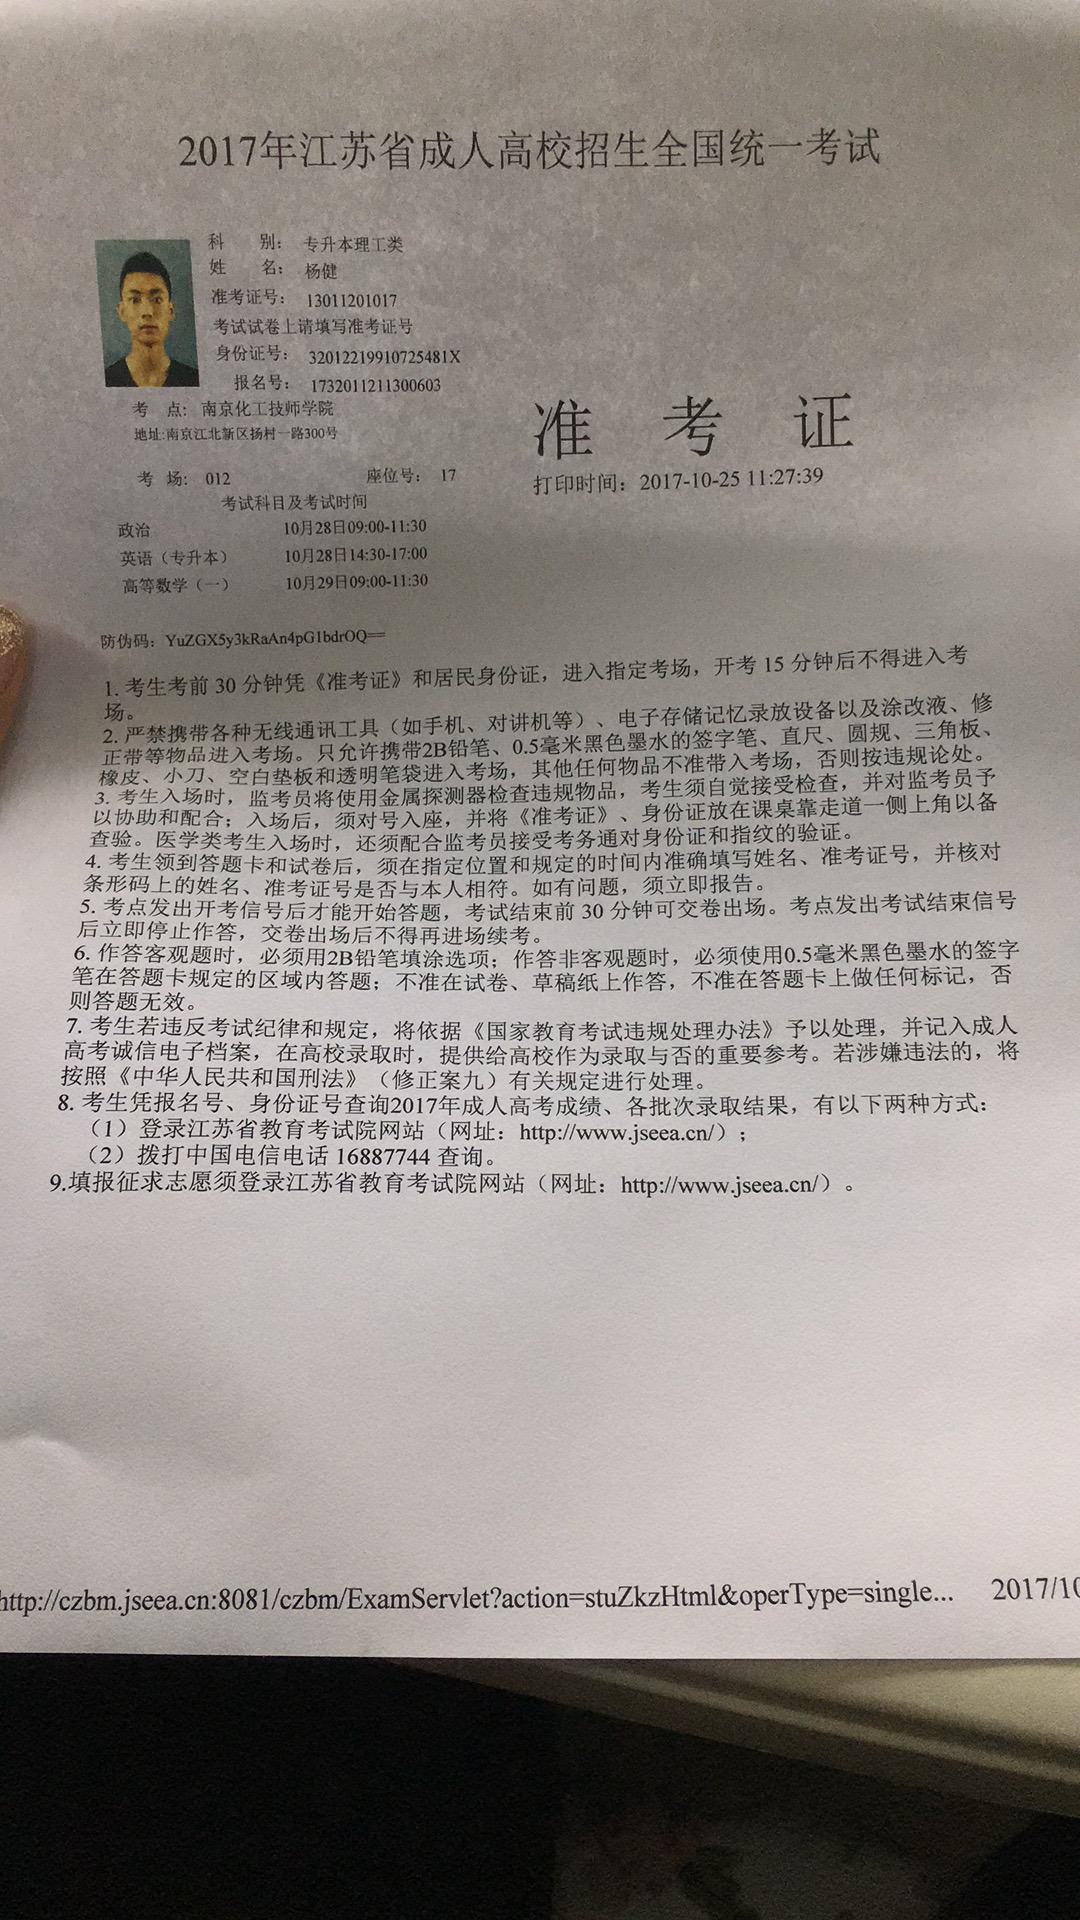 2017年江苏省成人高校招生全国统一考试
科 别： 专升本理工类
姓 名： 杨健
准考证号： 13011201017
考试试卷上请填写准考证号
身份证号： 32012219910725481X
报名号： 1732011211300603
考 点: 南京化工技师学院
地址:南京江北新区扬村一路300号
准 考 证
打印时间：2017-10-25 11:27:39
考 场: 012 座位号： 17
考试科目及考试时间
政治 10月28日09:00-11:30
英语（专升本） 10月28日14:30-17:00
高等数学（一） 10月29日09:00-11:30
防伪码：YuZGX5y3kRaAn4pG1bdrOQ==
1. 考生考前 30 分钟凭《准考证》和居民身份证，进入指定考场，开考 15 分钟后不得进入考
场。
2. 严禁携带各种无线通讯工具（如手机、对讲机等）、电子存储记忆录放设备以及涂改液、修
正带等物品进入考场。只允许携带2B铅笔、0.5毫米黑色墨水的签字笔、直尺、圆规、三角板、
橡皮、小刀、空白垫板和透明笔袋进入考场，其他任何物品不准带入考场，否则按违规论处。
3. 考生入场时，监考员将使用金属探测器检查违规物品，考生须自觉接受检查，并对监考员予
以协助和配合；入场后，须对号入座，并将《准考证》、身份证放在课桌靠走道一侧上角以备
查验。医学类考生入场时，还须配合监考员接受考务通对身份证和指纹的验证。
4. 考生领到答题卡和试卷后，须在指定位置和规定的时间内准确填写姓名、准考证号，并核对
条形码上的姓名、准考证号是否与本人相符。如有问题，须立即报告。
5. 考点发出开考信号后才能开始答题，考试结束前 30 分钟可交卷出场。考点发出考试结束信号
后立即停止作答，交卷出场后不得再进场续考。
6. 作答客观题时，必须用2B铅笔填涂选项；作答非客观题时，必须使用0.5毫米黑色墨水的签字
笔在答题卡规定的区域内答题；不准在试卷、草稿纸上作答，不准在答题卡上做任何标记，否
则答题无效。
7. 考生若违反考试纪律和规定，将依据《国家教育考试违规处理办法》予以处理，并记入成人
高考诚信电子档案，在高校录取时，提供给高校作为录取与否的重要参考。若涉嫌违法的，将
按照《中华人民共和国刑法》（修正案九）有关规定进行处理。
8. 考生凭报名号、身份证号查询2017年成人高考成绩、各批次录取结果，有以下两种方式：
（1）登录江苏省教育考试院网站（网址：http://www.jseea.cn/）；
（2）拨打中国电信电话 16887744 查询。
9.填报征求志愿须登录江苏省教育考试院网站（网址：http://www.jseea.cn/）。
http://czbm.jseea.cn:8081/czbm/ExamServlet?action=stuZkzHtml&operType=single... 2017/10